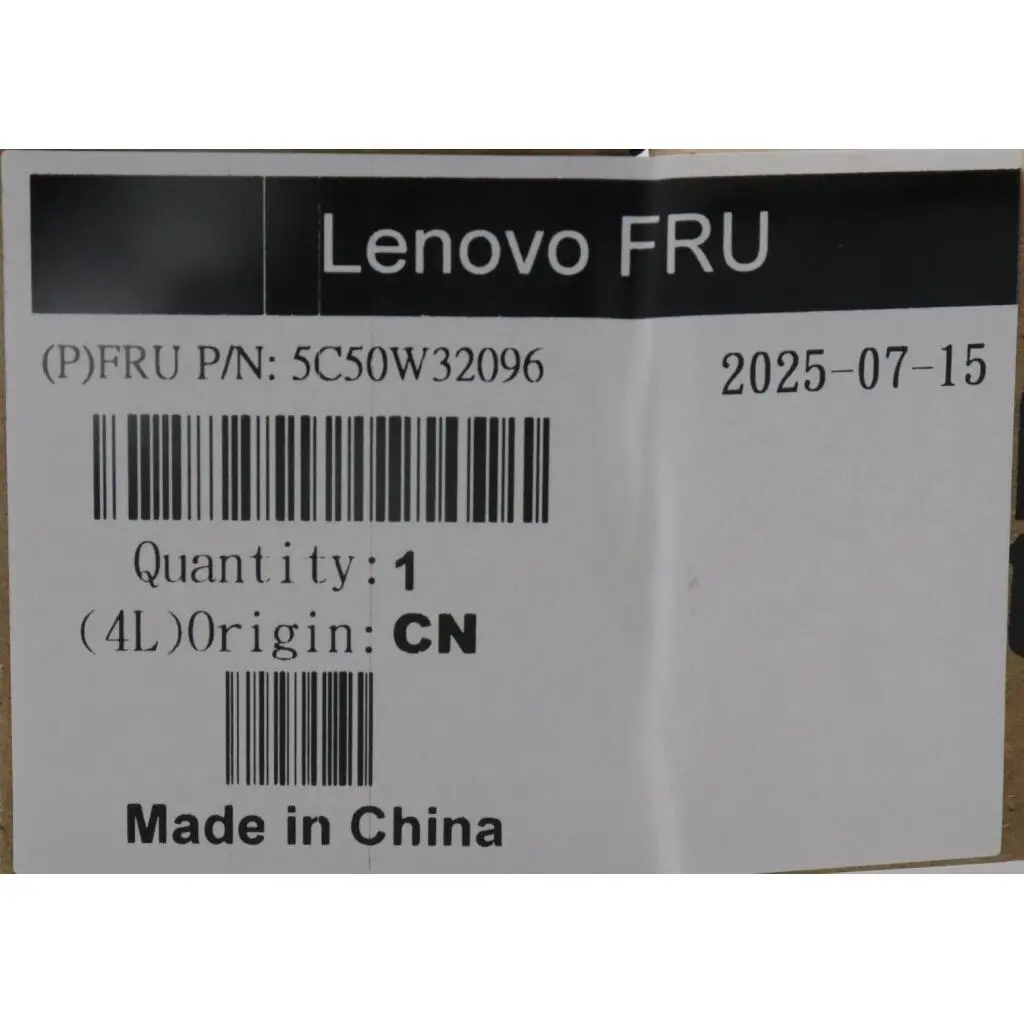 Lenovo FRU
(P)FRU P/N: 5C50W32096
2025-07-15
Quantity: 1
(4L)Origin: CN
Made in China